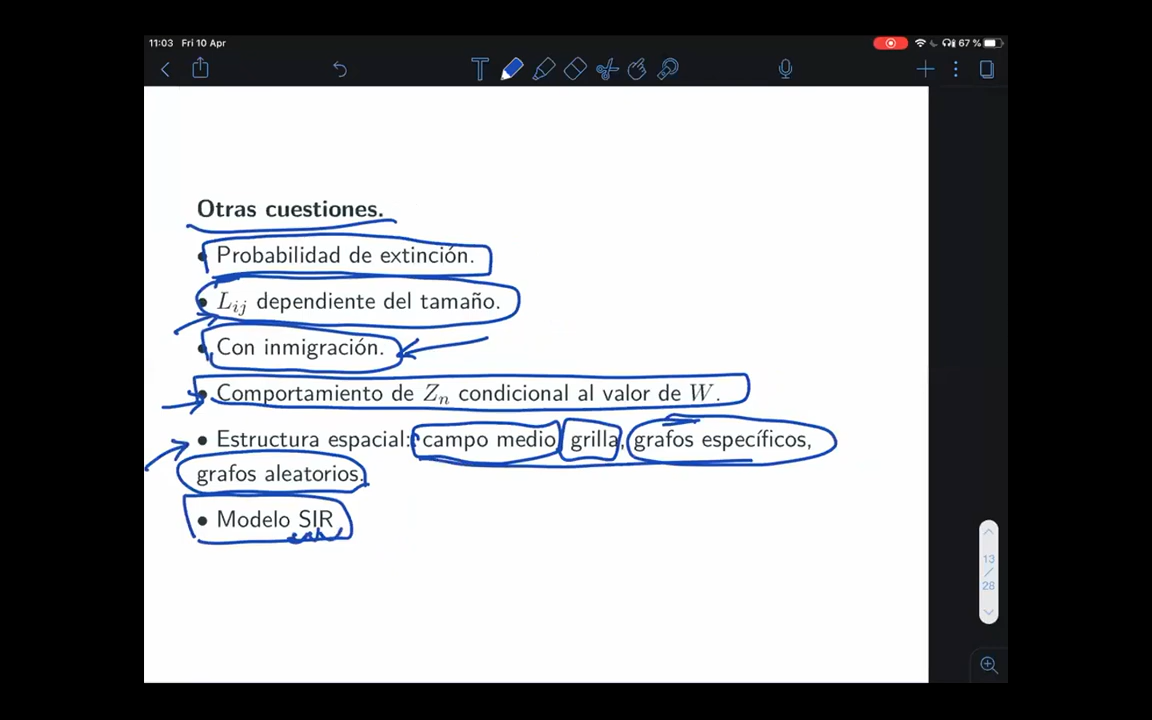 11:03 Fri 10 Apr 67 %
T
Otras cuestiones.
• Probabilidad de extinción.
• L_{ij} dependiente del tamaño.
• Con inmigración.
• Comportamiento de Z_n condicional al valor de W.
• Estructura espacial: campo medio, grilla, grafos específicos,
grafos aleatorios.
• Modelo SIR
13
/
28